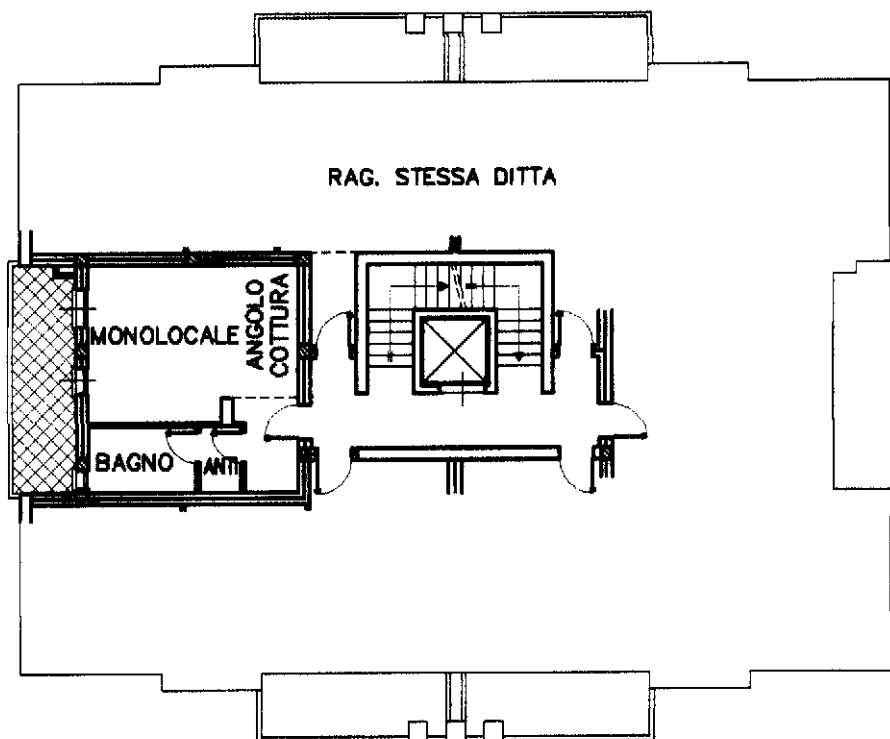 RAG. STESSA DITTA
MONOLOCALE
ANGOLO
COTTURA
BAGNO
ANTI